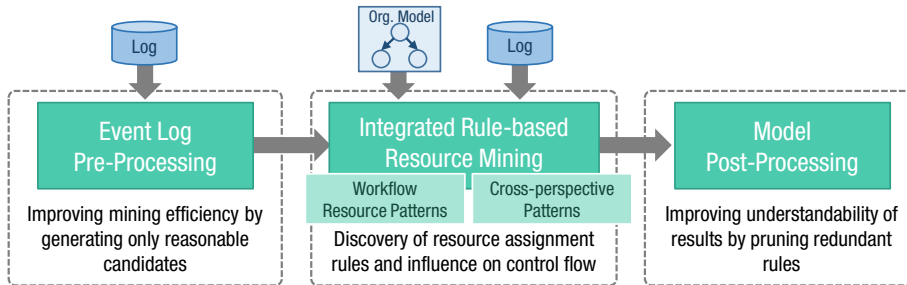 Log
Org. Model
Log
Event Log
Pre-Processing
Improving mining efficiency by
generating only reasonable
candidates
Integrated Rule-based
Resource Mining
Workflow
Resource Patterns
Cross-perspective
Patterns
Discovery of resource assignment
rules and influence on control flow
Model
Post-Processing
Improving understandability of
results by pruning redundant
rules